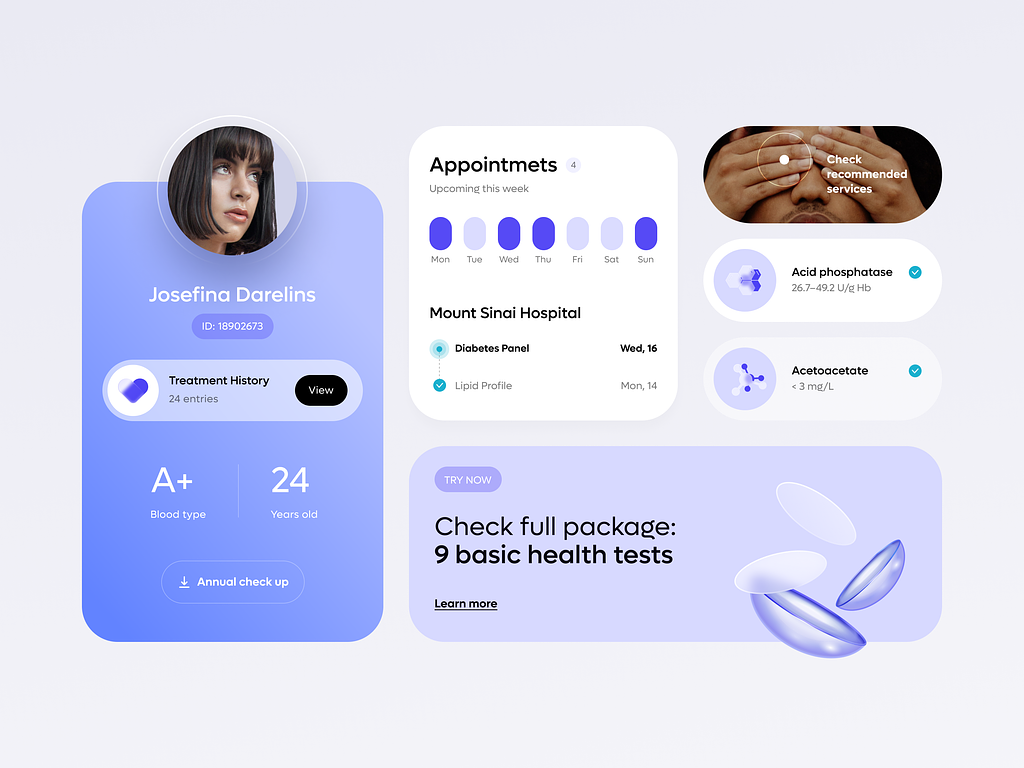 Josefina Darelins
ID: 18902673
Treatment History
24 entries
View
A+
Blood type
24
Years old
Annual check up
Appointmets 4
Upcoming this week
Mon Tue Wed Thu Fri Sat Sun
Mount Sinai Hospital
Diabetes Panel Wed, 16
Lipid Profile Mon, 14
Check
recommended
services
Acid phosphatase
26.7–49.2 U/g Hb
Acetoacetate
< 3 mg/L
TRY NOW
Check full package:
9 basic health tests
Learn more